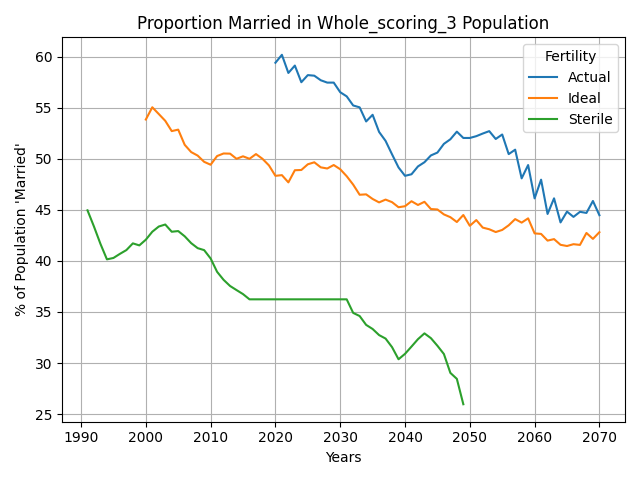 Proportion Married in Whole_scoring_3 Population
% of Population 'Married'
60
55
50
45
40
35
30
25
Fertility
Actual
Ideal
Sterile
1990 2000 2010 2020 2030 2040 2050 2060 2070
Years